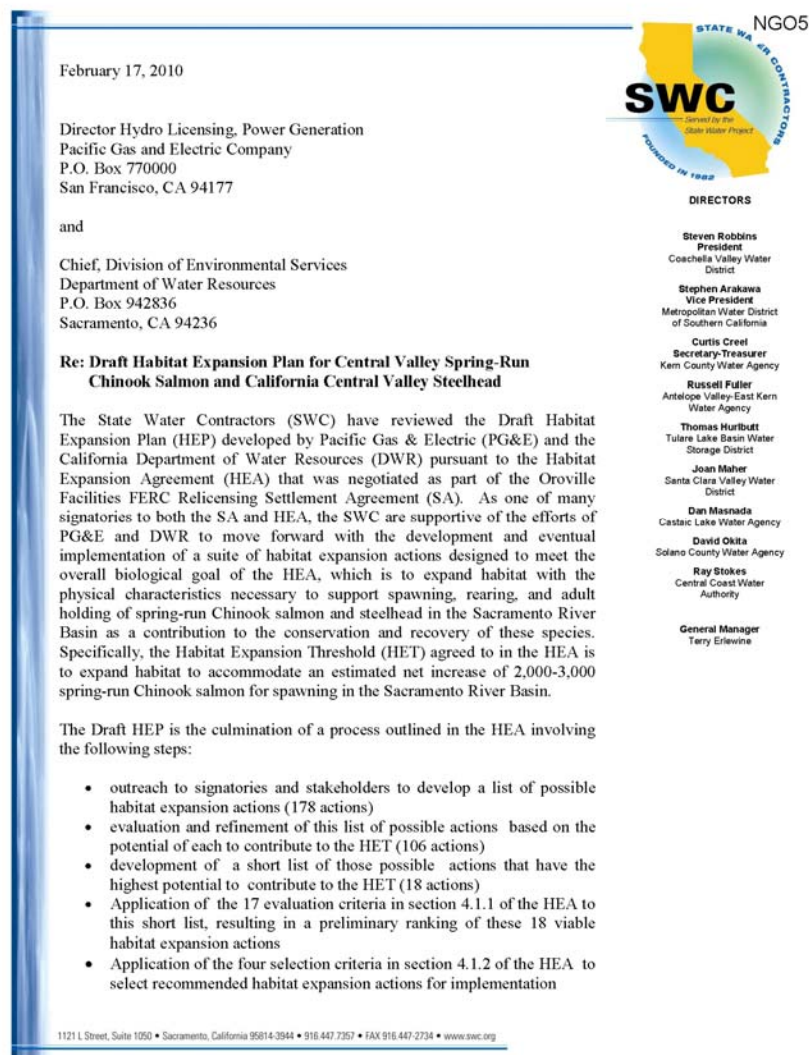 NGO5
STATE WATER CONTRACTORS
SWC
Served by the
State Water Project
FOUNDED IN 1982
February 17, 2010
Director Hydro Licensing, Power Generation
Pacific Gas and Electric Company
P.O. Box 770000
San Francisco, CA 94177
and
Chief, Division of Environmental Services
Department of Water Resources
P.O. Box 942836
Sacramento, CA 94236
Re: Draft Habitat Expansion Plan for Central Valley Spring-Run
Chinook Salmon and California Central Valley Steelhead
The State Water Contractors (SWC) have reviewed the Draft Habitat
Expansion Plan (HEP) developed by Pacific Gas & Electric (PG&E) and the
California Department of Water Resources (DWR) pursuant to the Habitat
Expansion Agreement (HEA) that was negotiated as part of the Oroville
Facilities FERC Relicensing Settlement Agreement (SA). As one of many
signatories to both the SA and HEA, the SWC are supportive of the efforts of
PG&E and DWR to move forward with the development and eventual
implementation of a suite of habitat expansion actions designed to meet the
overall biological goal of the HEA, which is to expand habitat with the
physical characteristics necessary to support spawning, rearing, and adult
holding of spring-run Chinook salmon and steelhead in the Sacramento River
Basin as a contribution to the conservation and recovery of these species.
Specifically, the Habitat Expansion Threshold (HET) agreed to in the HEA is
to expand habitat to accommodate an estimated net increase of 2,000-3,000
spring-run Chinook salmon for spawning in the Sacramento River Basin.
The Draft HEP is the culmination of a process outlined in the HEA involving
the following steps:
• outreach to signatories and stakeholders to develop a list of possible
habitat expansion actions (178 actions)
• evaluation and refinement of this list of possible actions based on the
potential of each to contribute to the HET (106 actions)
• development of a short list of those possible actions that have the
highest potential to contribute to the HET (18 actions)
• Application of the 17 evaluation criteria in section 4.1.1 of the HEA to
this short list, resulting in a preliminary ranking of these 18 viable
habitat expansion actions
• Application of the four selection criteria in section 4.1.2 of the HEA to
select recommended habitat expansion actions for implementation
DIRECTORS
Steven Robbins
President
Coachella Valley Water
District
Stephen Arakawa
Vice President
Metropolitan Water District
of Southern California
Curtis Creel
Secretary-Treasurer
Kern County Water Agency
Russell Fuller
Antelope Valley-East Kern
Water Agency
Thomas Hurlbutt
Tulare Lake Basin Water
Storage District
Joan Maher
Santa Clara Valley Water
District
Dan Masnada
Castaic Lake Water Agency
David Okita
Solano County Water Agency
Ray Stokes
Central Coast Water
Authority
General Manager
Terry Erlewine
1121 L Street, Suite 1050 • Sacramento, California 95814-3944 • 916.447.7357 • FAX 916.447-2734 • www.swc.org